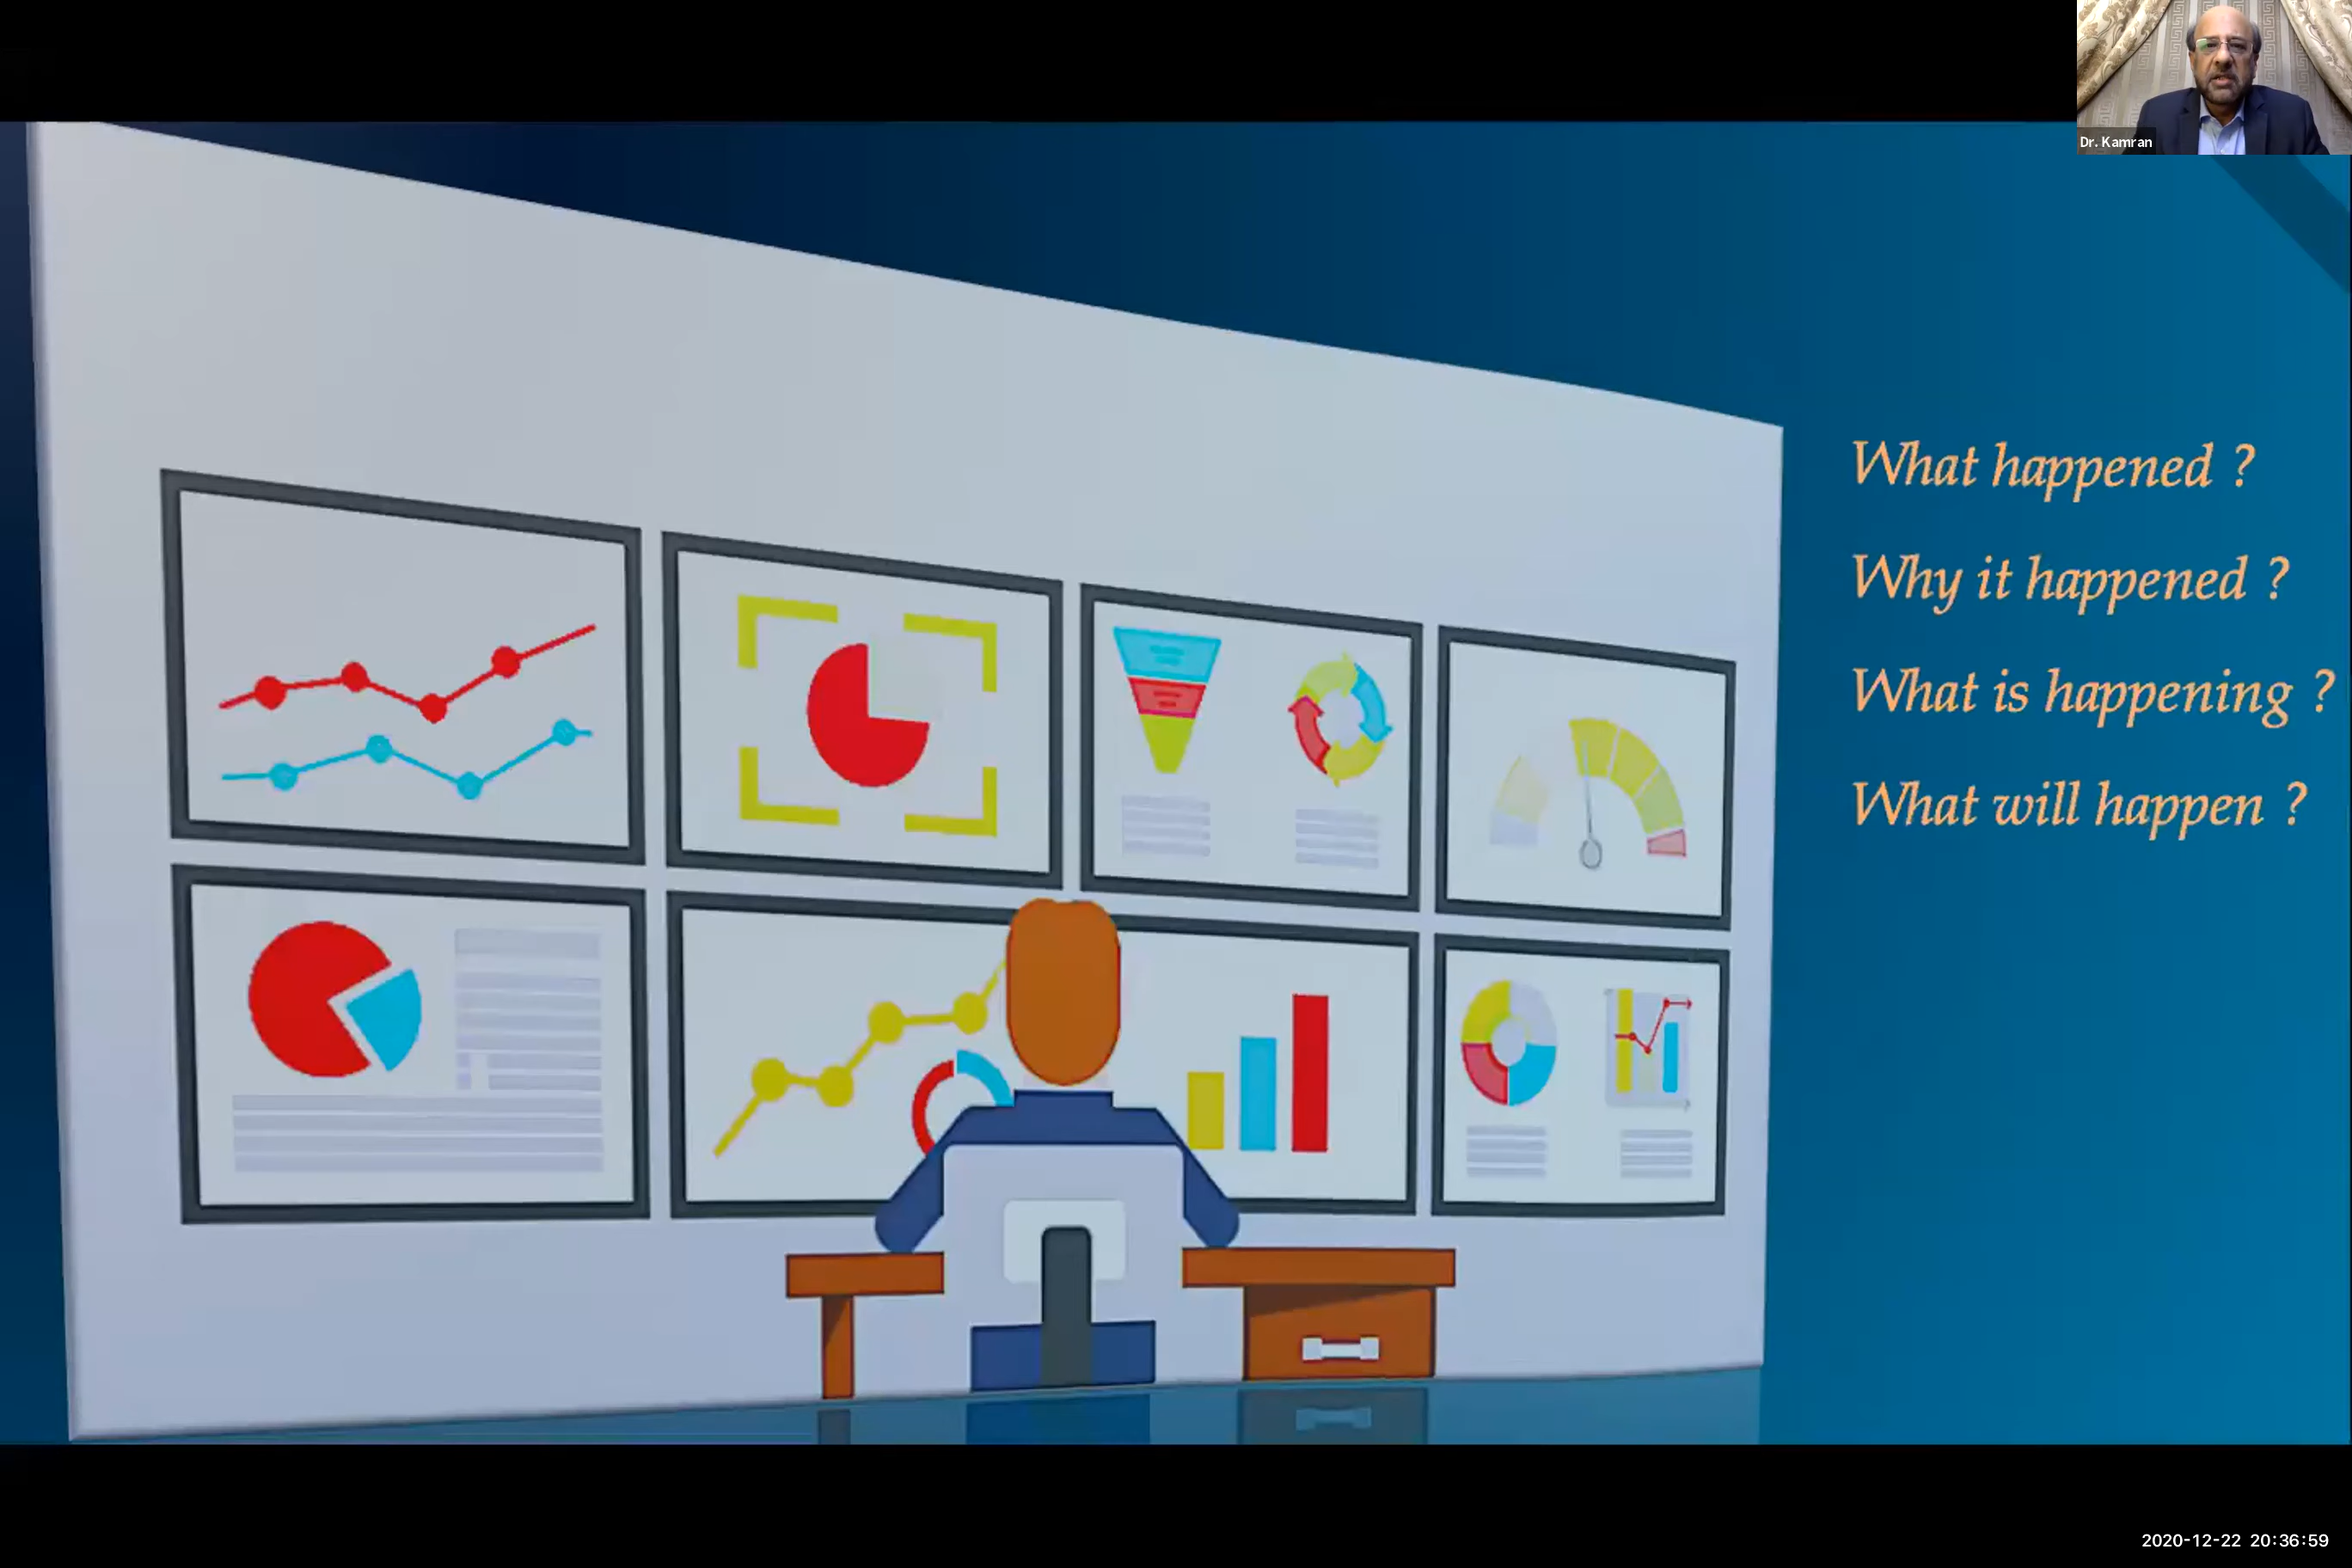 Dr. Kamran
What happened ?
Why it happened ?
What is happening ?
What will happen ?
2020-12-22 20:36:59